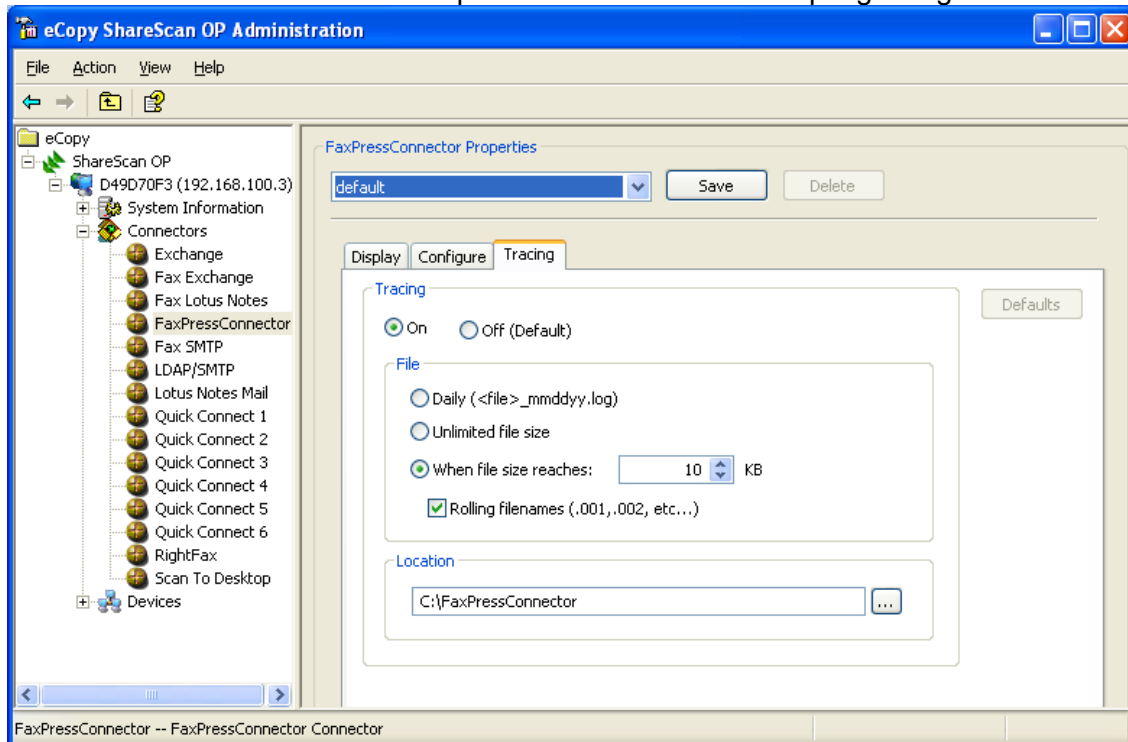 eCopy ShareScan OP Administration
File Action View Help
eCopy
ShareScan OP
D49D70F3 (192.168.100.3)
System Information
Connectors
Exchange
Fax Exchange
Fax Lotus Notes
FaxPressConnector
Fax SMTP
LDAP/SMTP
Lotus Notes Mail
Quick Connect 1
Quick Connect 2
Quick Connect 3
Quick Connect 4
Quick Connect 5
Quick Connect 6
RightFax
Scan To Desktop
Devices
FaxPressConnector Properties
default Save Delete
Display Configure Tracing
Tracing
Defaults
On Off (Default)
File
Daily (<file>_mmddyy.log)
Unlimited file size
When file size reaches: 10 KB
Rolling filenames (.001,.002, etc...)
Location
C:\FaxPressConnector ...
FaxPressConnector -- FaxPressConnector Connector